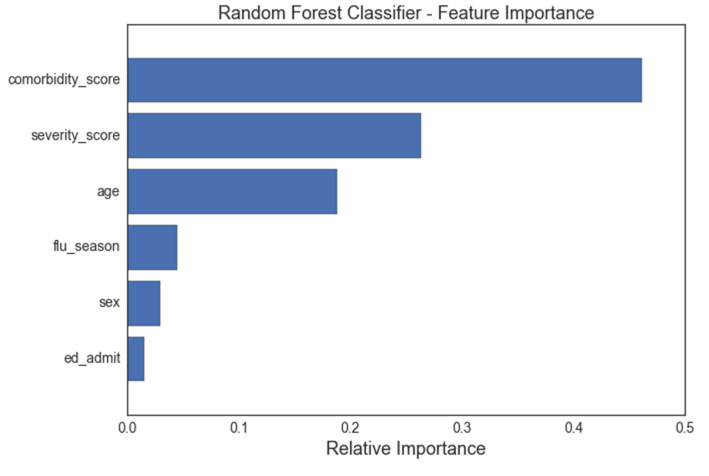 Random Forest Classifier - Feature Importance
comorbidity_score
severity_score
age
flu_season
sex
ed_admit
0.0 0.1 0.2 0.3 0.4 0.5
Relative Importance